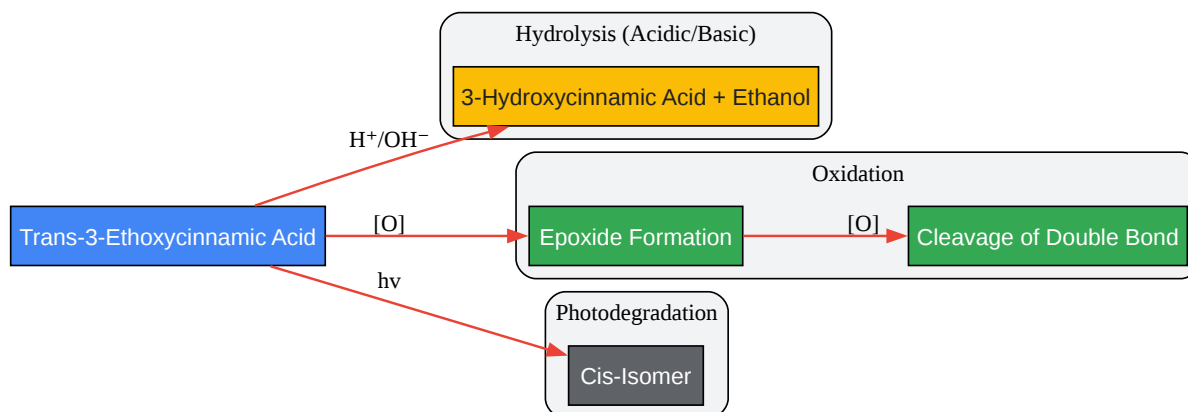 Hydrolysis (Acidic/Basic)
3-Hydroxycinnamic Acid + Ethanol
H⁺/OH⁻
Oxidation
Trans-3-Ethoxycinnamic Acid
[O]
Epoxide Formation
[O]
Cleavage of Double Bond
hv
Photodegradation
Cis-Isomer